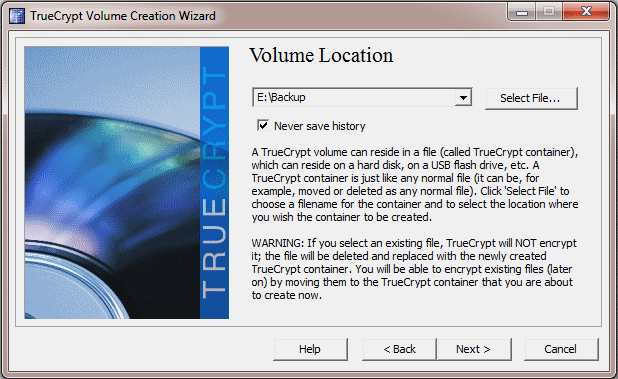 TrueCrypt Volume Creation Wizard
TRUECRYPT
Volume Location
E:\Backup
Select File...
Never save history
A TrueCrypt volume can reside in a file (called TrueCrypt container),
which can reside on a hard disk, on a USB flash drive, etc. A
TrueCrypt container is just like any normal file (it can be, for
example, moved or deleted as any normal file). Click 'Select File' to
choose a filename for the container and to select the location where
you wish the container to be created.
WARNING: If you select an existing file, TrueCrypt will NOT encrypt
it; the file will be deleted and replaced with the newly created
TrueCrypt container. You will be able to encrypt existing files (later
on) by moving them to the TrueCrypt container that you are about
to create now.
Help
< Back
Next >
Cancel